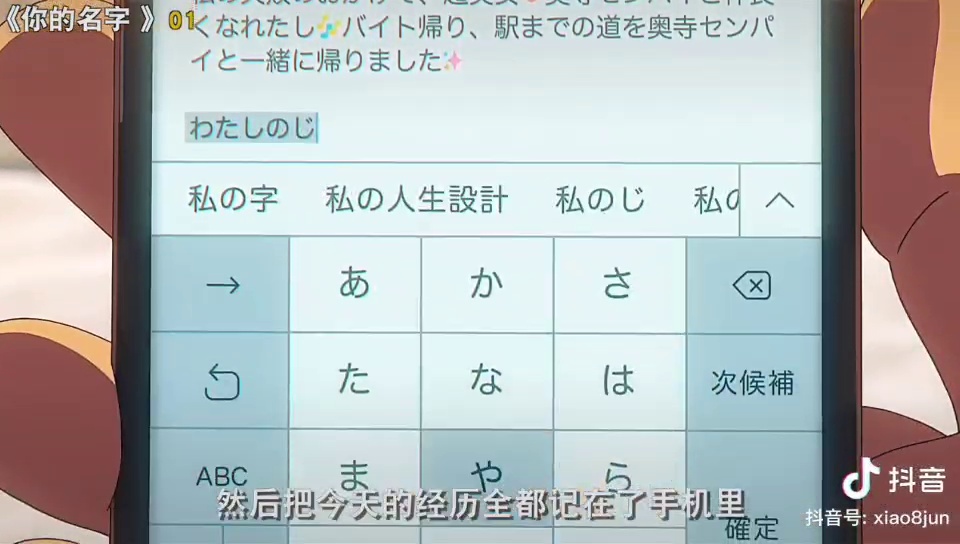 《你的名字 》01
くなれたし🎶バイト帰り、駅までの道を奥寺センパ
イと一緒に帰りました✨
わたしのじ
私の字 私の人生設計 私のじ 私の
→ あ か さ
た な は 次候補
ABC ま や ら
然后把今天的经历全都记在了手机里
確定
抖音
抖音号: xiao8jun